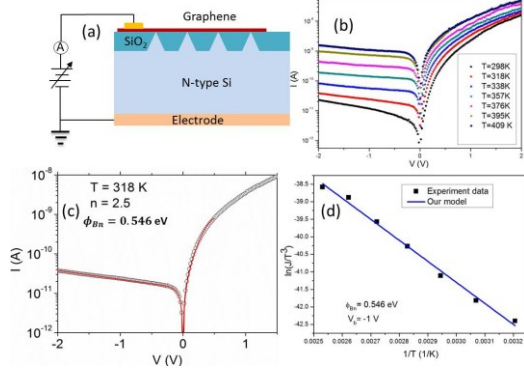 Graphene
(a)
A
SiO₂
N-type Si
Electrode
(b)
I (A)
T=298K
T=318K
T=338K
T=357K
T=376K
T=395K
T=409 K
-2 -1 0 1 2
V (V)
(c)
T = 318 K
n = 2.5
ϕBn = 0.546 eV
10⁻⁸
10⁻⁹
10⁻¹⁰
10⁻¹¹
10⁻¹²
I (A)
-2 -1 0 1 2
V (V)
(d)
Experiment data
Our model
-38.5
-39.0
-39.5
-40.0
-40.5
-41.0
-41.5
-42.0
-42.5
ln(J/T³)
ϕBn = 0.546 eV
= -1 V
0.0025 0.0026 0.0027 0.0028 0.0029 0.0030 0.0031 0.0032
1/T (1/K)